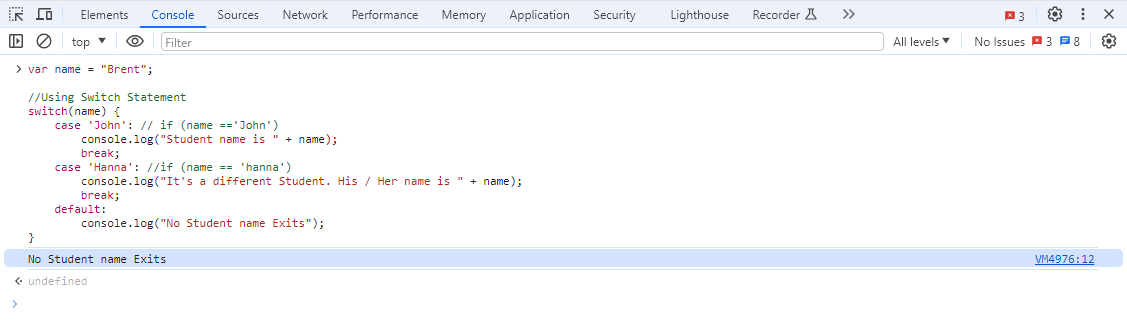 Elements Console Sources Network Performance Memory Application Security Lighthouse Recorder 3
top Filter All levels No Issues 3 8
var name = "Brent";
//Using Switch Statement
switch(name) {
case 'John': // if (name =='John')
console.log("Student name is " + name);
break;
case 'Hanna': //if (name == 'hanna')
console.log("It's a different Student. His / Her name is " + name);
break;
default:
console.log("No Student name Exits");
}
No Student name Exits VM4976:12
undefined